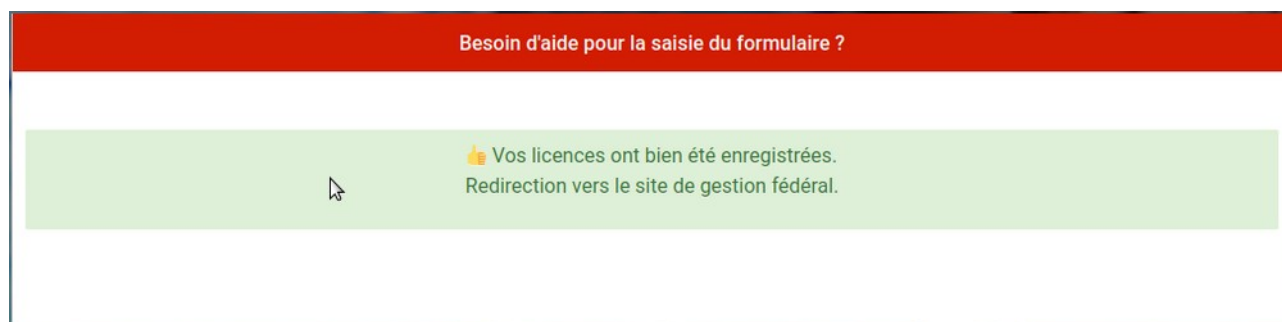 Besoin d'aide pour la saisie du formulaire ?
👍 Vos licences ont bien été enregistrées.
Redirection vers le site de gestion fédéral.